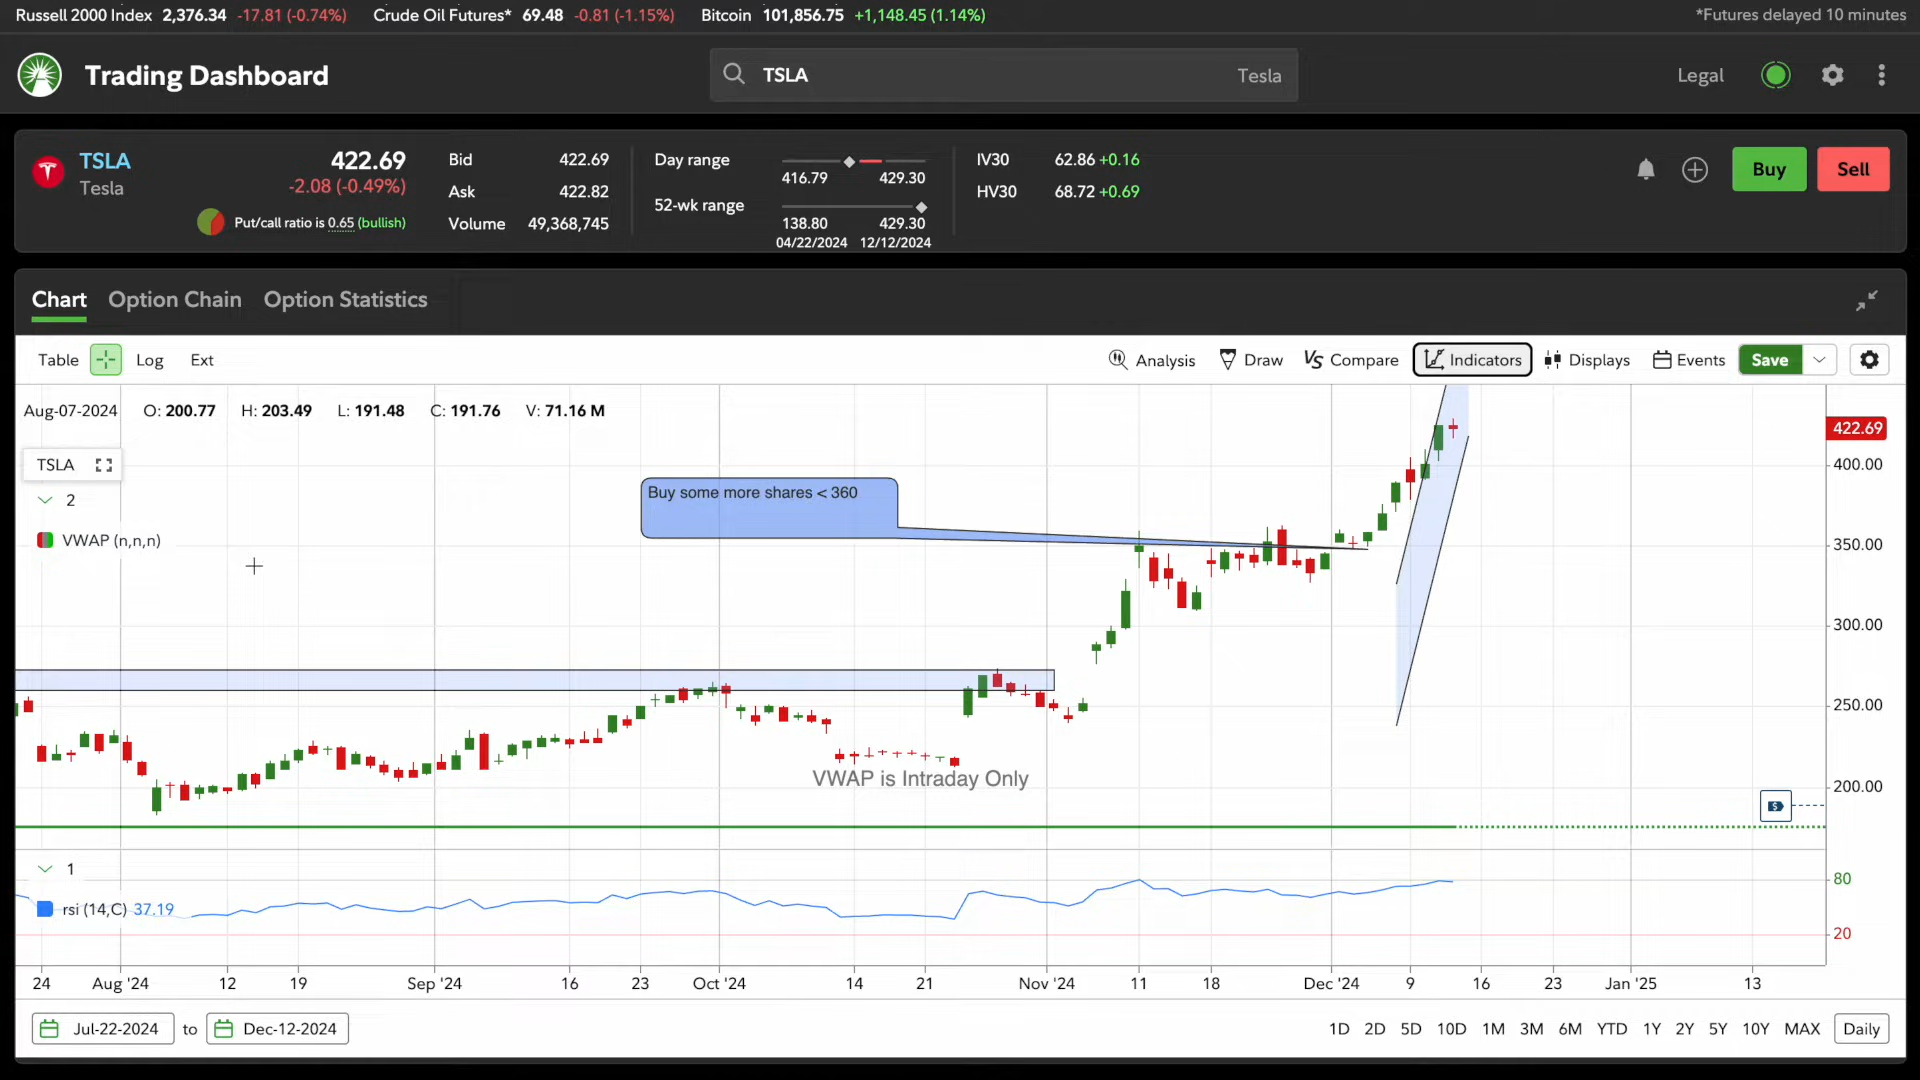 Russell 2000 Index 2,376.34 -17.81 (-0.74%) Crude Oil Futures* 69.48 -0.81 (-1.15%) Bitcoin 101,856.75 +1,148.45 (1.14%) *Futures delayed 10 minutes
Trading Dashboard TSLA Tesla Legal
TSLA 422.69
Tesla -2.08 (-0.49%)
Put/call ratio is 0.65 (bullish)
Bid 422.69
Ask 422.82
Volume 49,368,745
Day range
416.79 429.30
52-wk range
138.80 429.30
04/22/2024 12/12/2024
IV30 62.86 +0.16
HV30 68.72 +0.69
Buy Sell
Chart Option Chain Option Statistics
Table Log Ext Analysis Draw VS Compare Indicators Displays Events Save
Aug-07-2024 O: 200.77 H: 203.49 L: 191.48 C: 191.76 V: 71.16 M
TSLA
2
VWAP (n,n,n)
Buy some more shares < 360
VWAP is Intraday Only
422.69
400.00
350.00
300.00
250.00
200.00
$
1
rsi (14,C) 37.19
80
20
24 Aug '24 12 19 Sep '24 16 23 Oct '24 14 21 Nov '24 11 18 Dec '24 9 16 23 Jan '25 13
Jul-22-2024 to Dec-12-2024 1D 2D 5D 10D 1M 3M 6M YTD 1Y 2Y 5Y 10Y MAX Daily